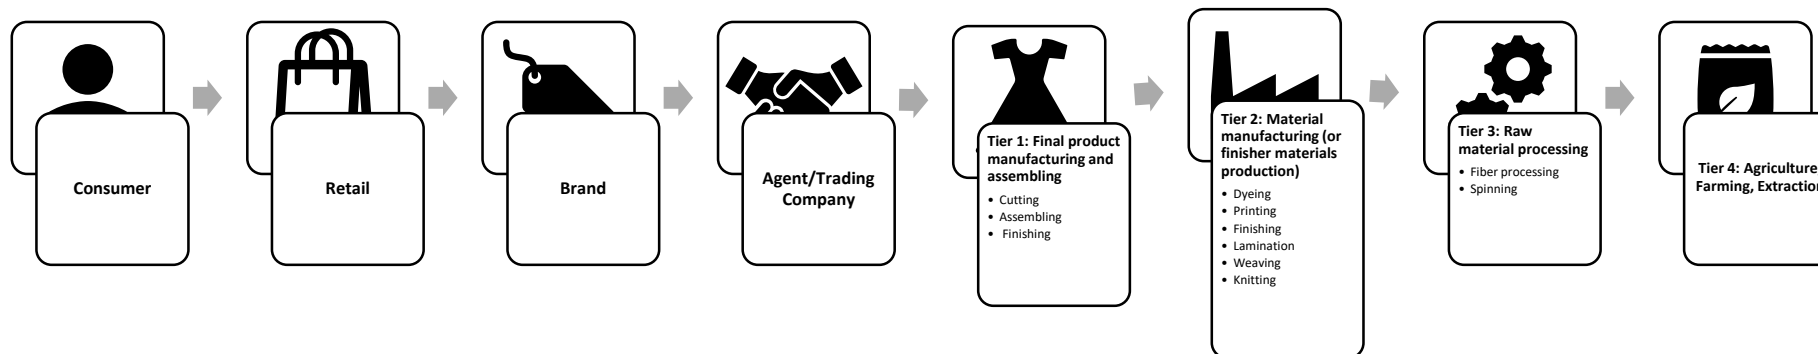 Consumer
Retail
Brand
Agent/Trading
Company
Tier 1: Final product
manufacturing and
assembling
• Cutting
• Assembling
• Finishing
Tier 2: Material
manufacturing (or
finisher materials
production)
• Dyeing
• Printing
• Finishing
• Lamination
• Weaving
• Knitting
Tier 3: Raw
material processing
• Fiber processing
• Spinning
Tier 4: Agriculture
Farming, Extraction